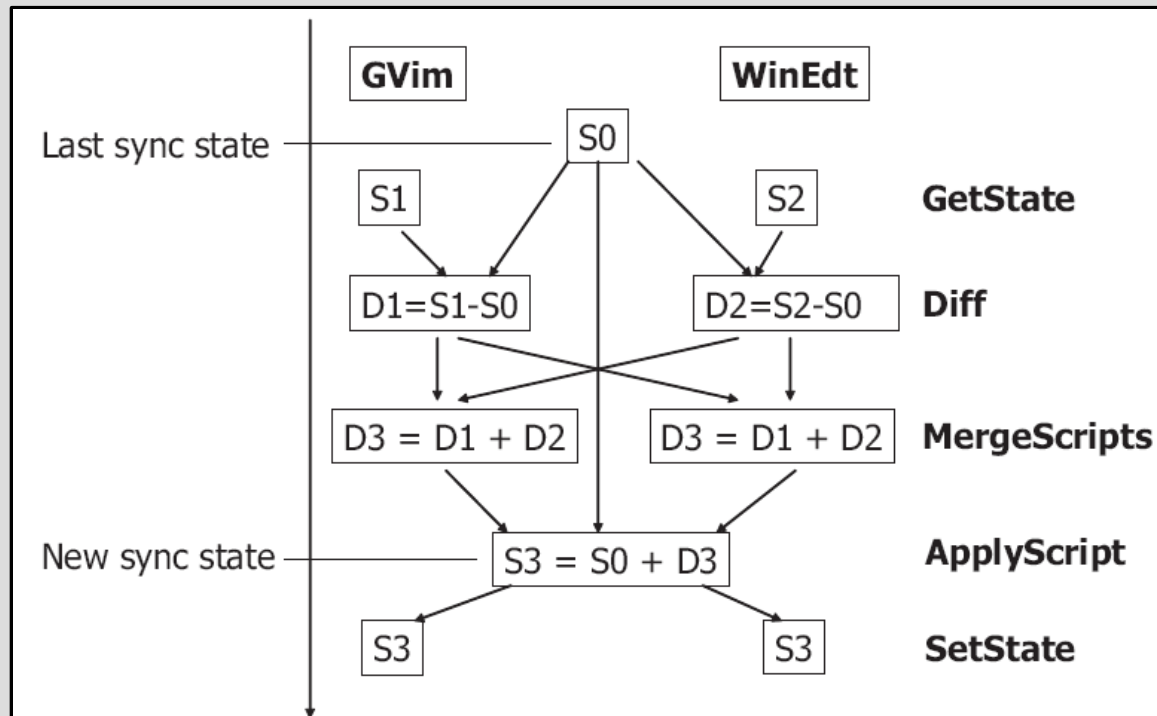 GVim
WinEdt
Last sync state
S0
S1
S2
GetState
D1=S1-S0
D2=S2-S0
Diff
D3 = D1 + D2
D3 = D1 + D2
MergeScripts
New sync state
S3 = S0 + D3
ApplyScript
S3
S3
SetState